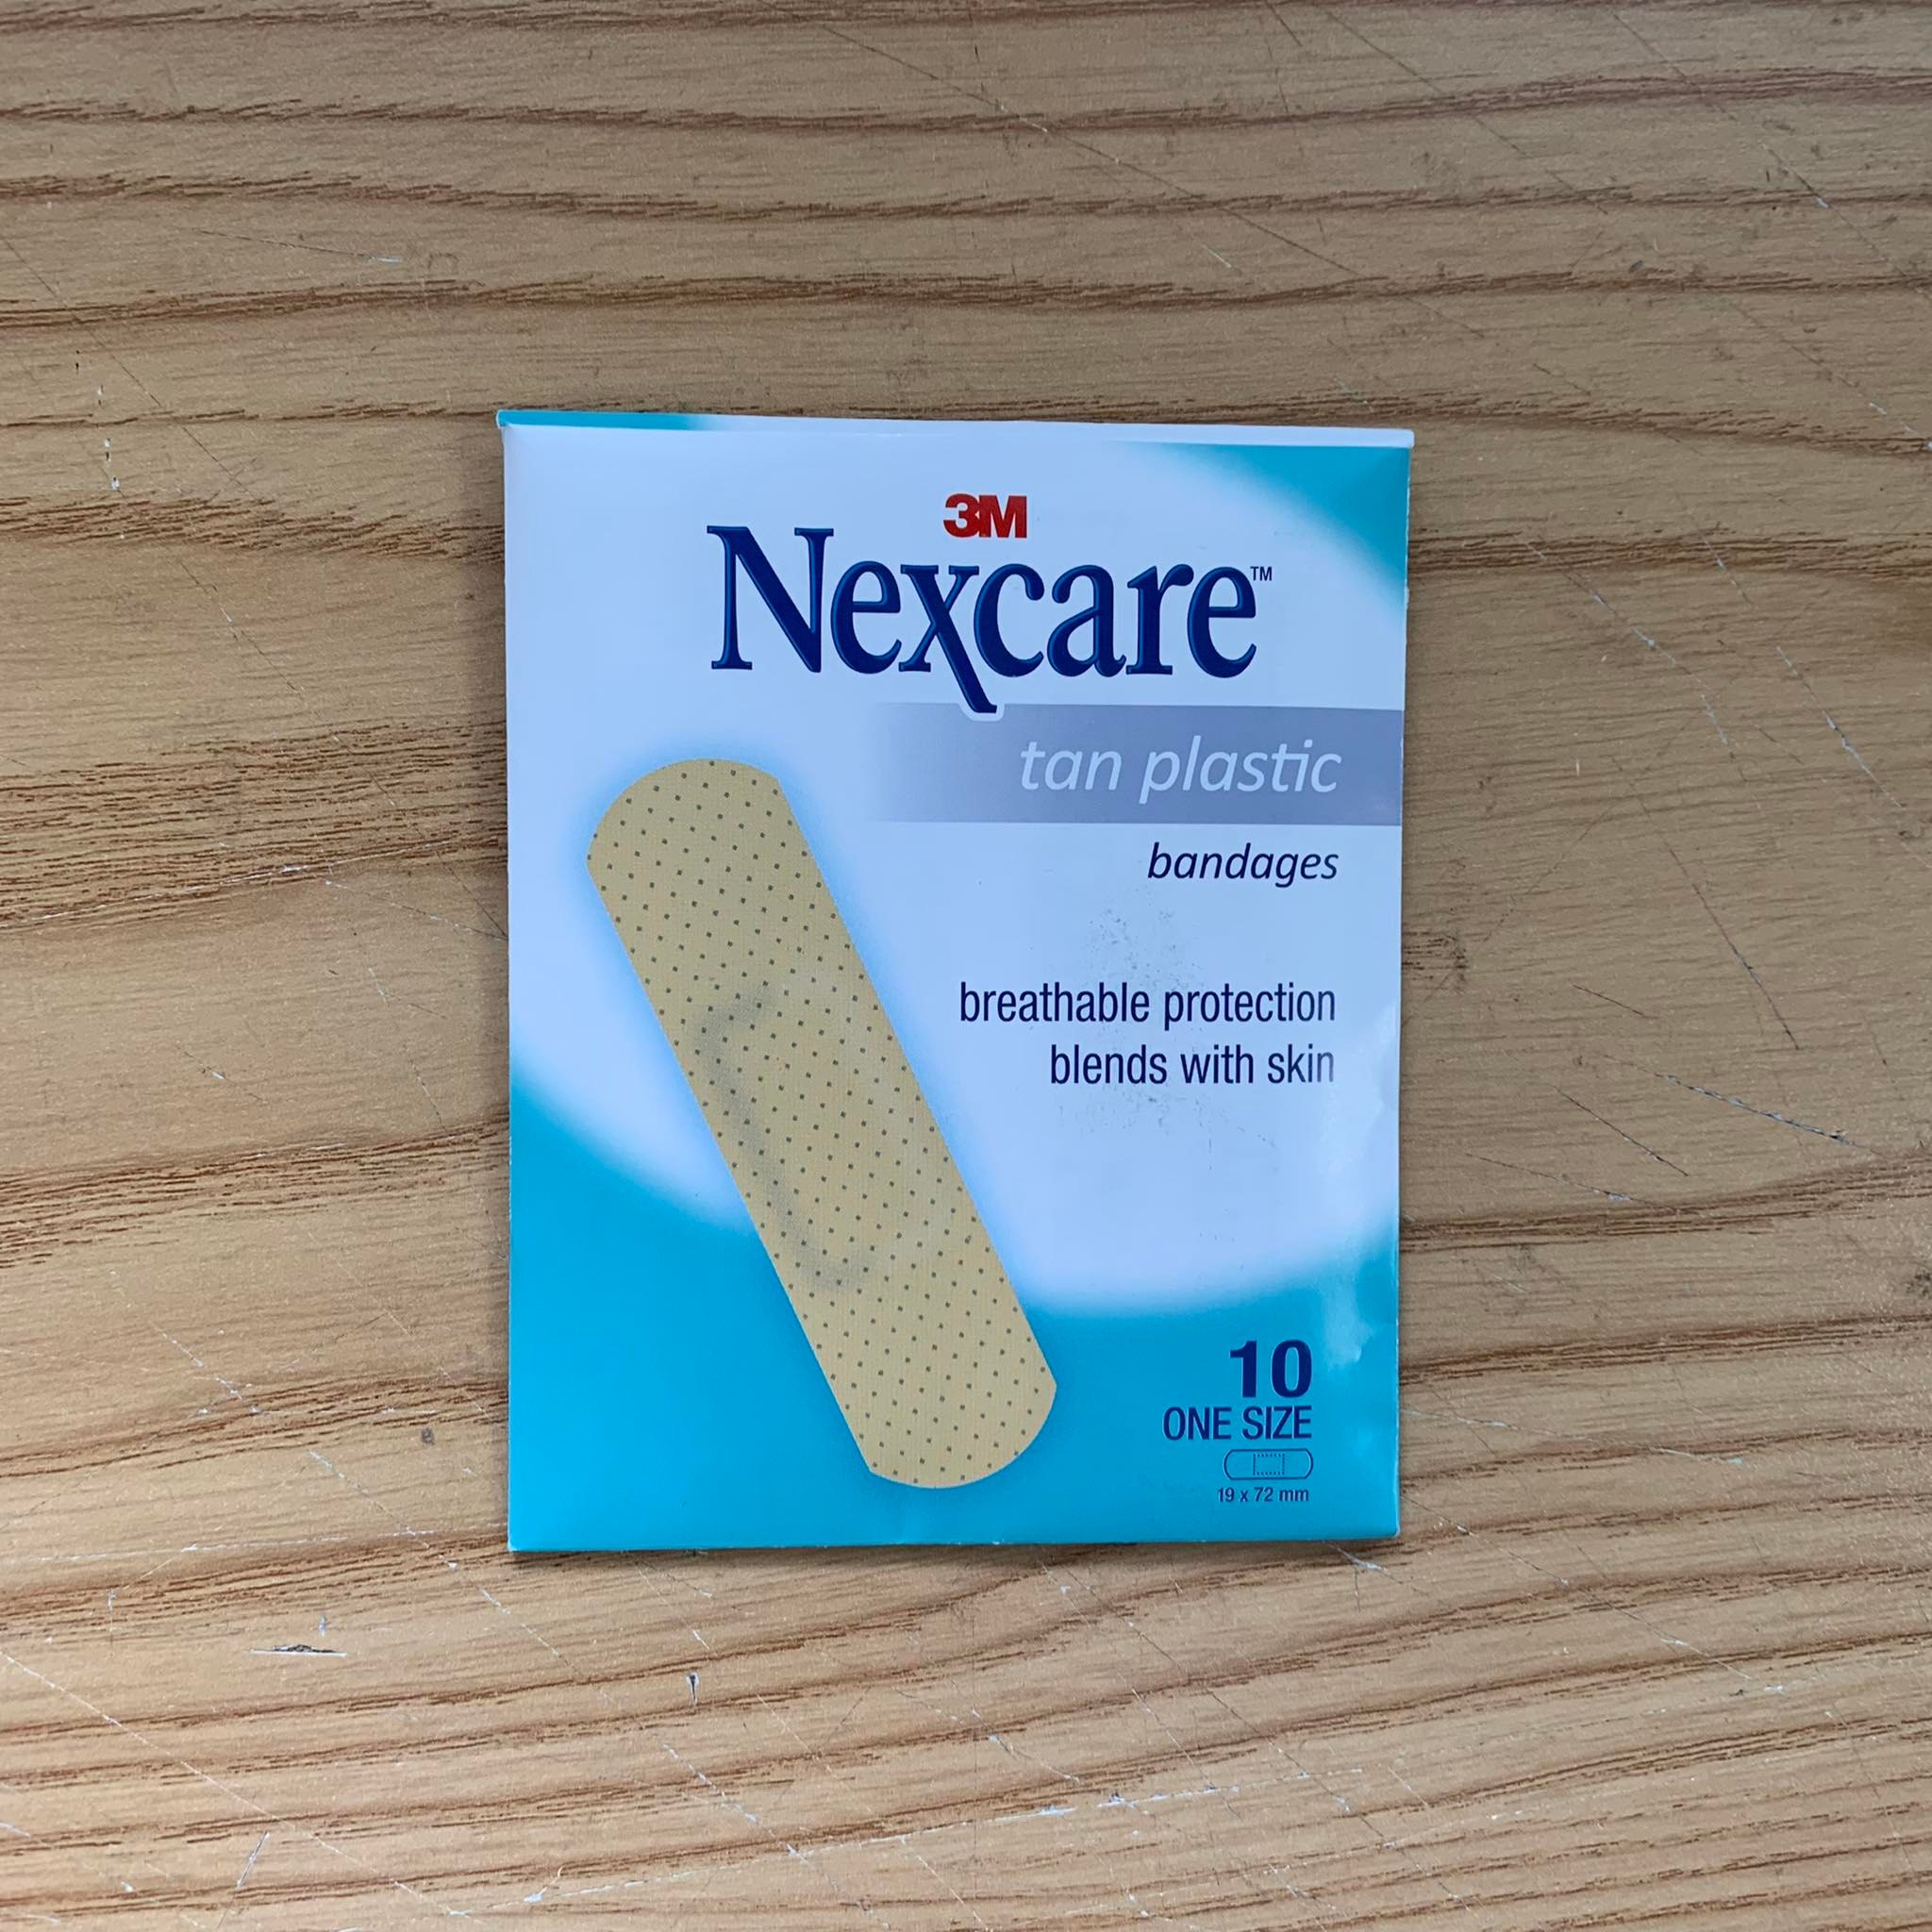 3M
Nexcare™
tan plastic
bandages
breathable protection
blends with skin
10
ONE SIZE
19 x 72 mm